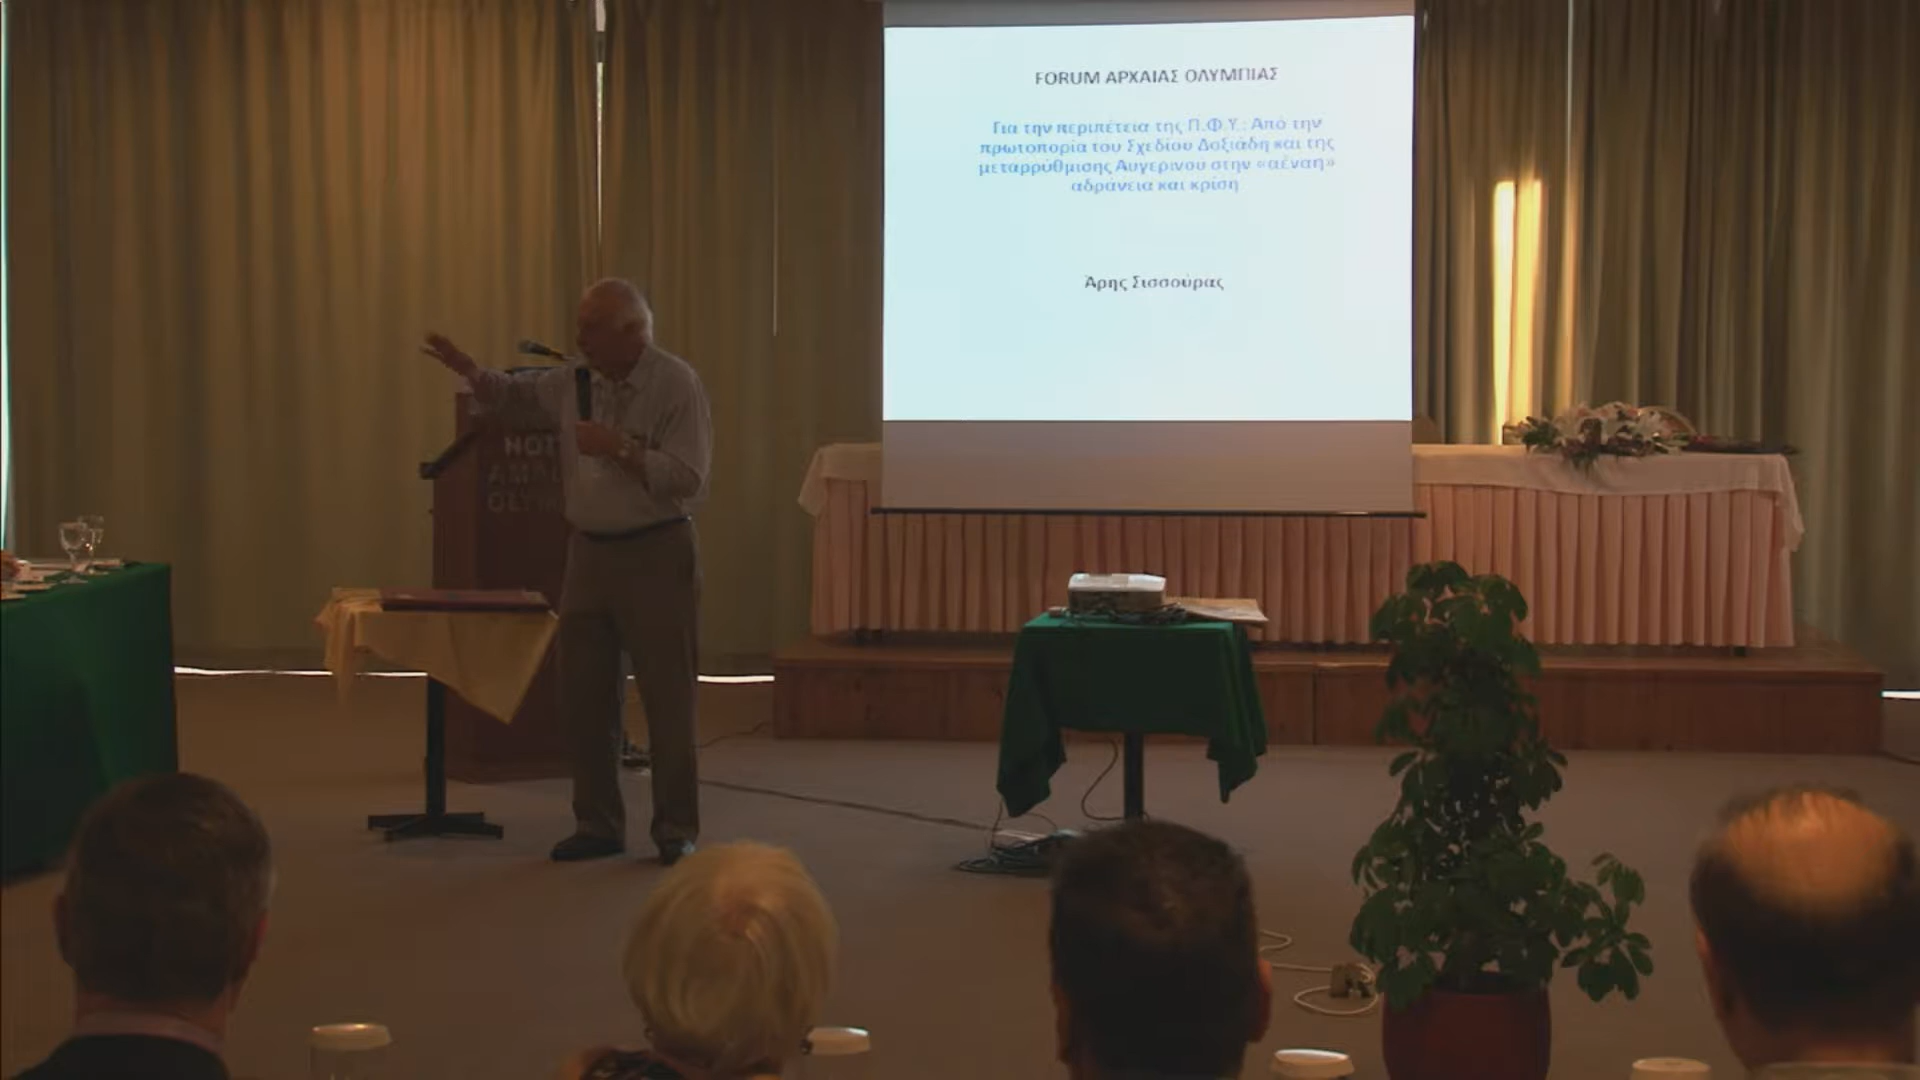 FORUM ΑΡΧΑΙΑΣ ΟΛΥΜΠΙΑΣ
Για την περιπέτεια της Π.Φ.Υ.: Από την
πρωτοπορία του Σχεδίου Δοξιάδη και της
μεταρρύθμισης Αυγερινού στην «αέναη»
αδράνεια και κρίση
Άρης Σισσούρας